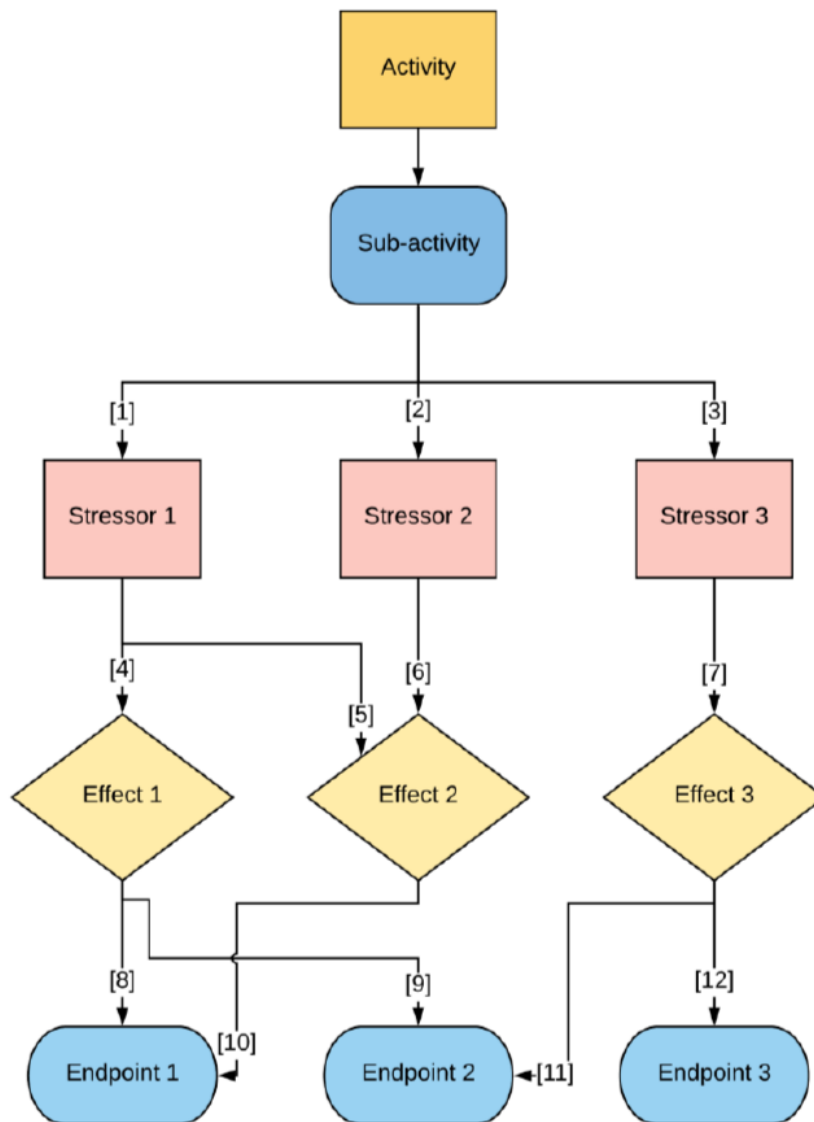 Activity
Sub-activity
[1]
[2]
[3]
Stressor 1
Stressor 2
Stressor 3
[4]
[5]
[6]
[7]
Effect 1
Effect 2
Effect 3
[8]
[9]
[12]
[10]
[11]
Endpoint 1
Endpoint 2
Endpoint 3